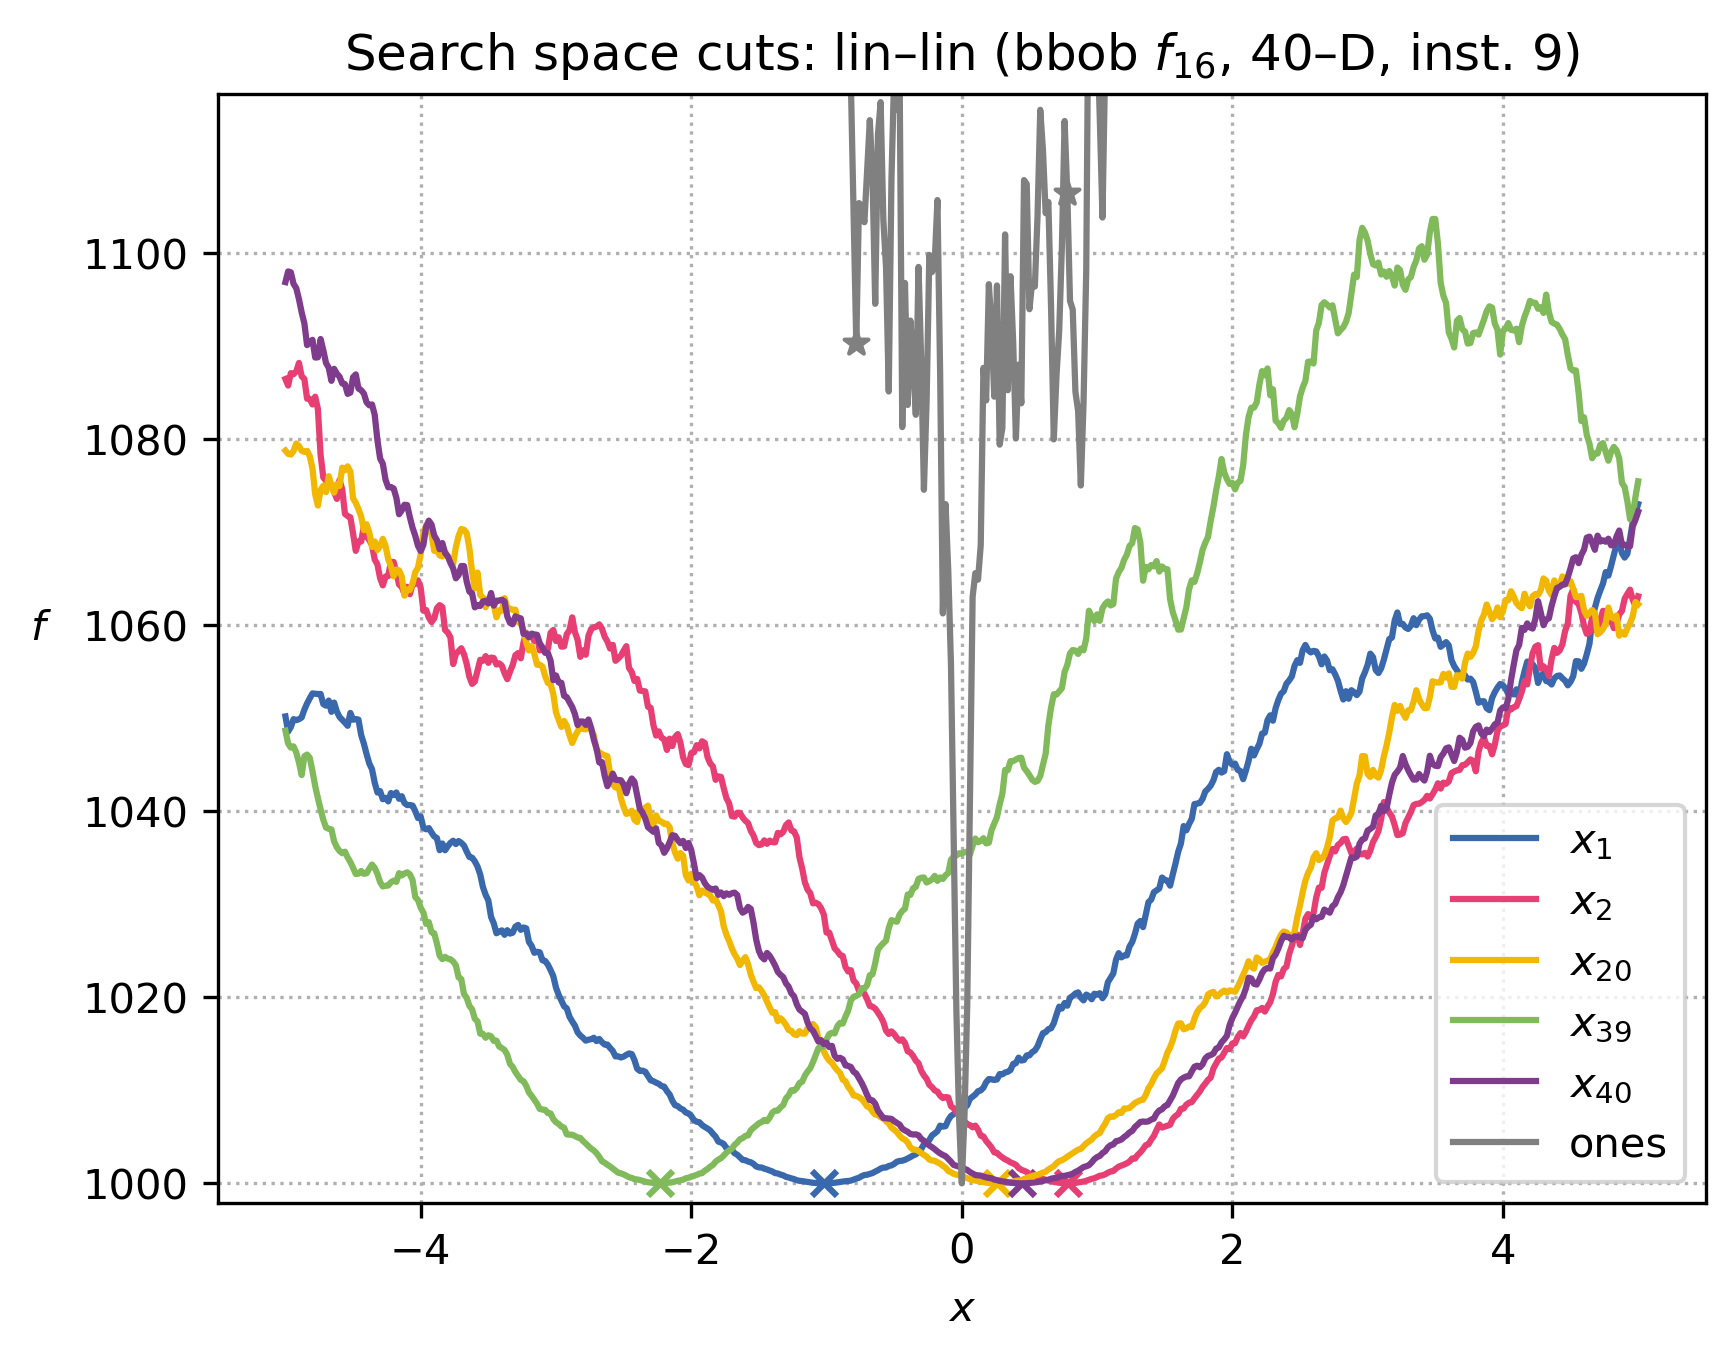 Search space cuts: lin–lin (bbob f₁₆, 40–D, inst. 9)
f
1100
1080
1060
1040
1020
1000
−4 −2 0 2 4
x
x₁
x₂
x₂₀
x₃₉
x₄₀
ones